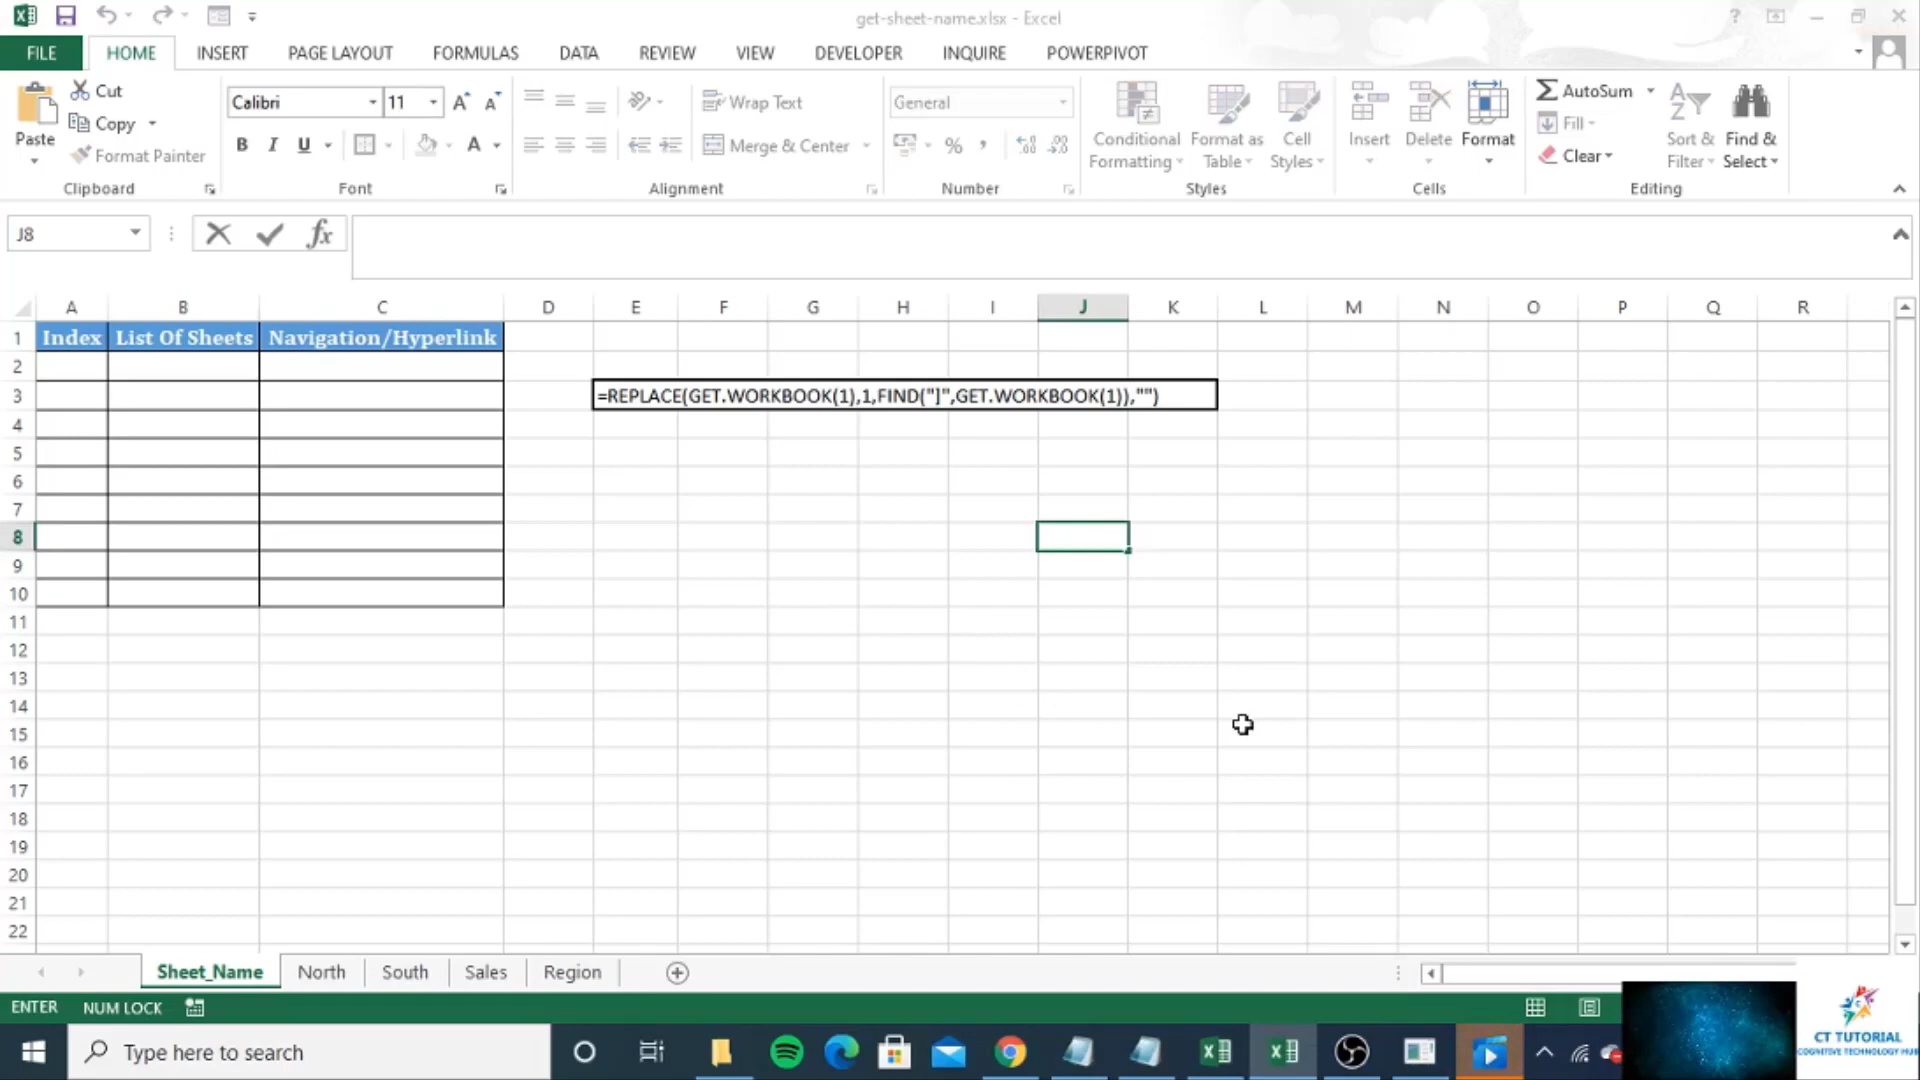 get-sheet-name.xlsx - Excel
FILE HOME INSERT PAGE LAYOUT FORMULAS DATA REVIEW VIEW DEVELOPER INQUIRE POWERPIVOT
Paste
Cut
Copy
Format Painter
Clipboard
Calibri 11
B I U A
Font
Wrap Text
Merge & Center
Alignment
General
%
Number
Conditional Formatting
Format as Table
Cell Styles
Styles
Insert Delete Format
Cells
AutoSum
Fill
Clear
Sort & Filter
Find & Select
Editing
J8
fx
A B C D E F G H I J K L M N O P Q R
1 Index List Of Sheets Navigation/Hyperlink
2
3 =REPLACE(GET.WORKBOOK(1),1,FIND("]",GET.WORKBOOK(1)),"")
4
5
6
7
8
9
10
11
12
13
14
15
16
17
18
19
20
21
22
Sheet_Name North South Sales Region
ENTER NUM LOCK
Type here to search
CT TUTORIAL
COGNITIVE TECHNOLOGY HUB